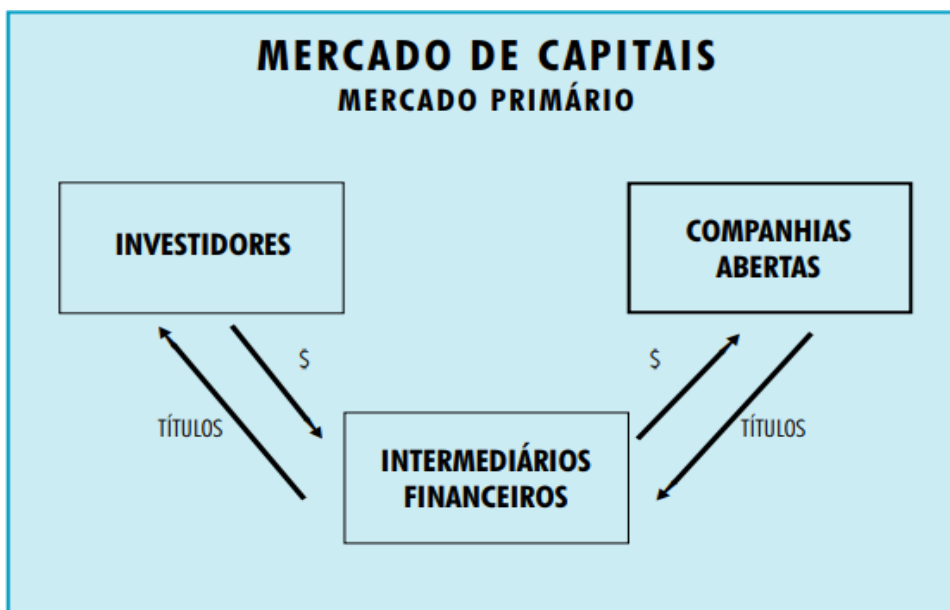 MERCADO DE CAPITAIS
MERCADO PRIMÁRIO
INVESTIDORES
COMPANHIAS
ABERTAS
$
$
TÍTULOS
TÍTULOS
INTERMEDIÁRIOS
FINANCEIROS